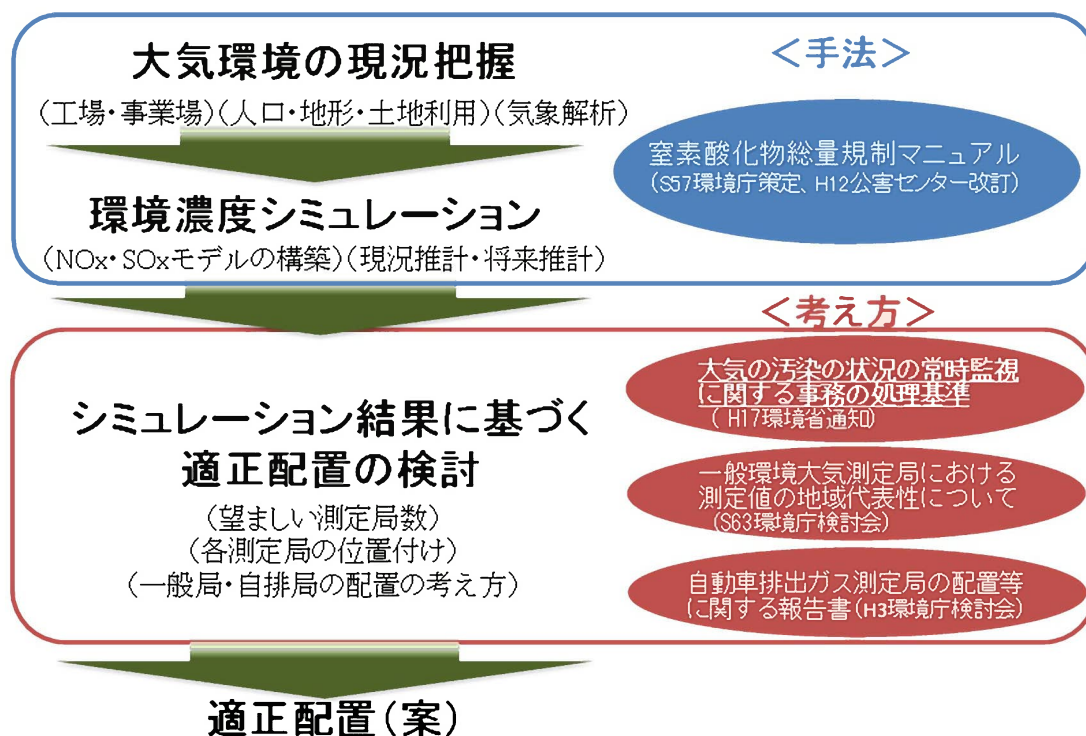 大気環境の現況把握
(工場・事業場)(人口・地形・土地利用)(気象解析)
環境濃度シミュレーション
(NOx・SOxモデルの構築)(現況推計・将来推計)
<手法>
窒素酸化物総量規制マニュアル
(S57環境庁策定、H12公害センター改訂)
シミュレーション結果に基づく
適正配置の検討
(望ましい測定局数)
(各測定局の位置付け)
(一般局・自排局の配置の考え方)
<考え方>
大気の汚染の状況の常時監視
に関する事務の処理基準
( H17環境省通知)
一般環境大気測定局における
測定値の地域代表性について
(S63環境庁検討会)
自動車排出ガス測定局の配置等
に関する報告書(H3環境庁検討会)
適正配置(案)